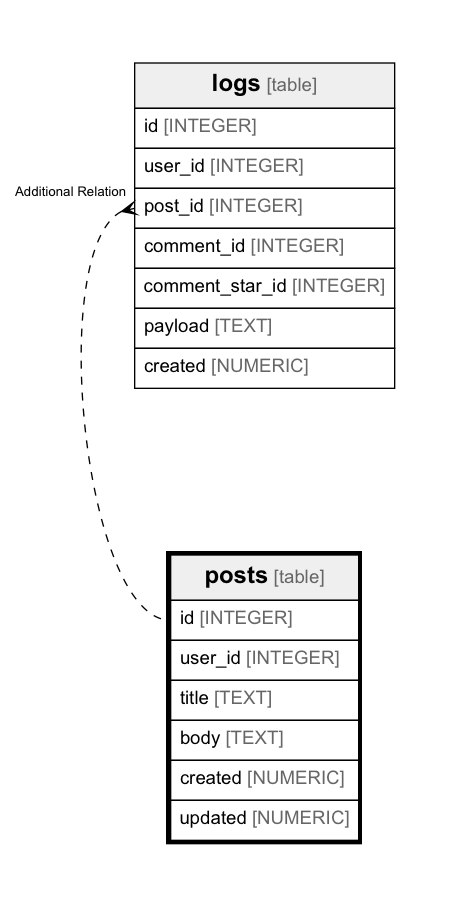 logs [table]
id [INTEGER]
user_id [INTEGER]
Additional Relation
post_id [INTEGER]
comment_id [INTEGER]
comment_star_id [INTEGER]
payload [TEXT]
created [NUMERIC]
posts [table]
id [INTEGER]
user_id [INTEGER]
title [TEXT]
body [TEXT]
created [NUMERIC]
updated [NUMERIC]